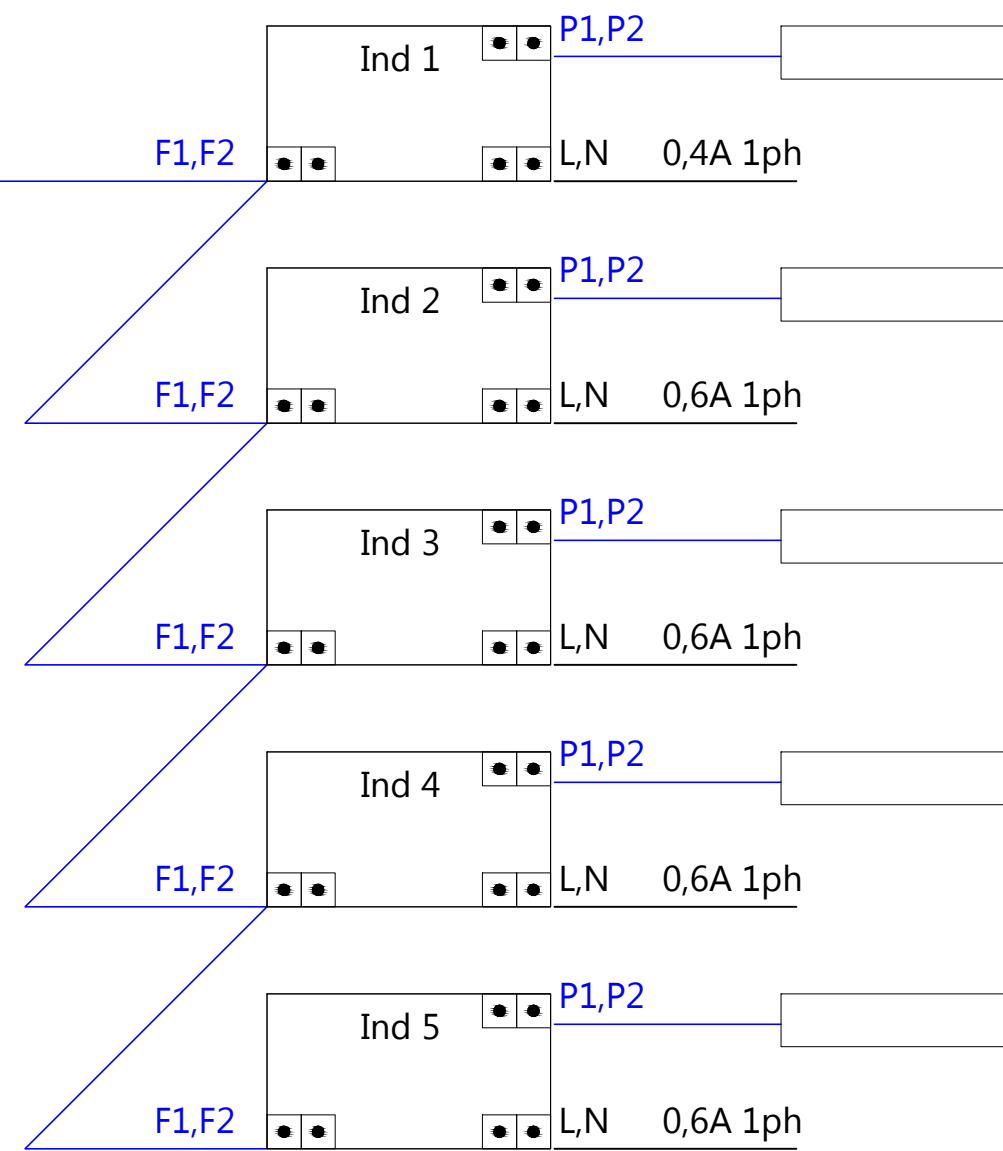 Ind 1
P1,P2
F1,F2
L,N 0,4A 1ph
Ind 2
P1,P2
F1,F2
L,N 0,6A 1ph
Ind 3
P1,P2
F1,F2
L,N 0,6A 1ph
Ind 4
P1,P2
F1,F2
L,N 0,6A 1ph
Ind 5
P1,P2
F1,F2
L,N 0,6A 1ph